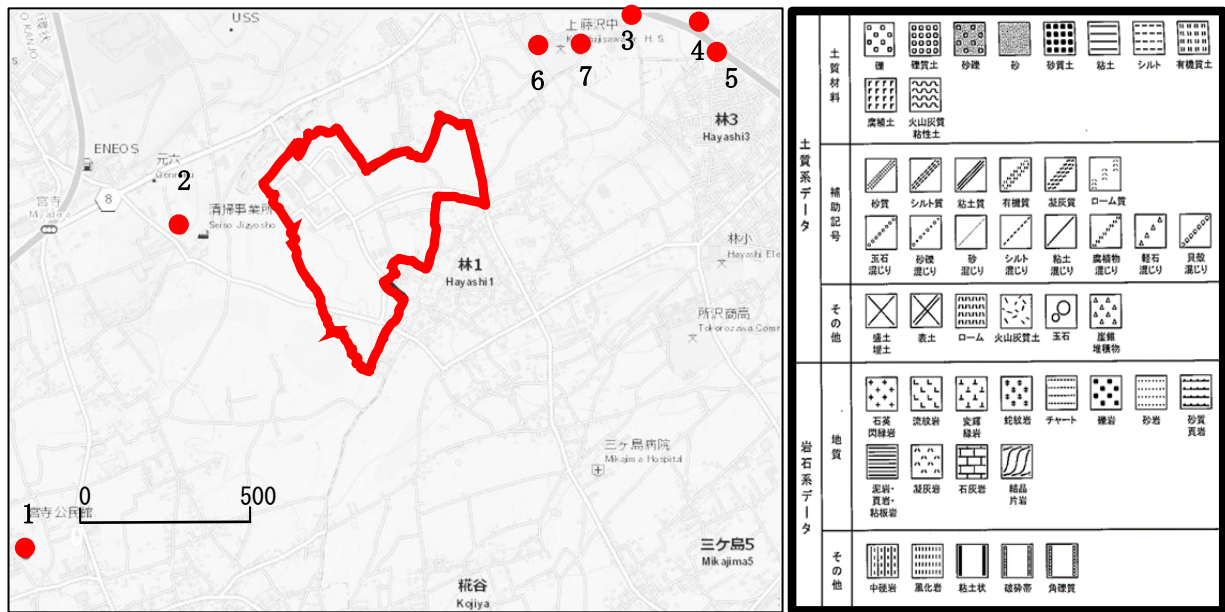 USS
O KANJO
上藤沢中
Kamifujisawa J. H. S.
3
4
5
6
7
林3
Hayashi3
ENEOS
元六
Genroku
2
8
宮寺
清掃事業所
Seiso Jigyosho
林小
Hayashi Ele
林1
Hayashi1
所沢商高
Tokorozawa Comm
三ケ島病院
Mikajima Hospital
0
500
1
宮寺公民館
三ケ島5
Mikajima5
糀谷
Kojiya
土質系データ
土質材料
礫
礫質土
砂礫
砂
砂質土
粘土
シルト
有機質土
腐植土
火山灰質
粘性土
補助記号
砂質
シルト質
粘土質
有機質
凝灰質
ローム質
玉石
混じり
砂礫
混じり
砂
混じり
シルト
混じり
粘土
混じり
腐植物
混じり
軽石
混じり
貝殻
混じり
その他
盛土
埋土
表土
ローム
火山灰質土
玉石
崖錐
堆積物
岩石系データ
地質
石英
閃緑岩
流紋岩
変輝
緑岩
蛇紋岩
チャート
礫岩
砂岩
砂質
頁岩
泥岩・
頁岩・
粘板岩
凝灰岩
石灰岩
結晶
片岩
その他
中硬岩
風化岩
粘土状
破砕帯
角礫質